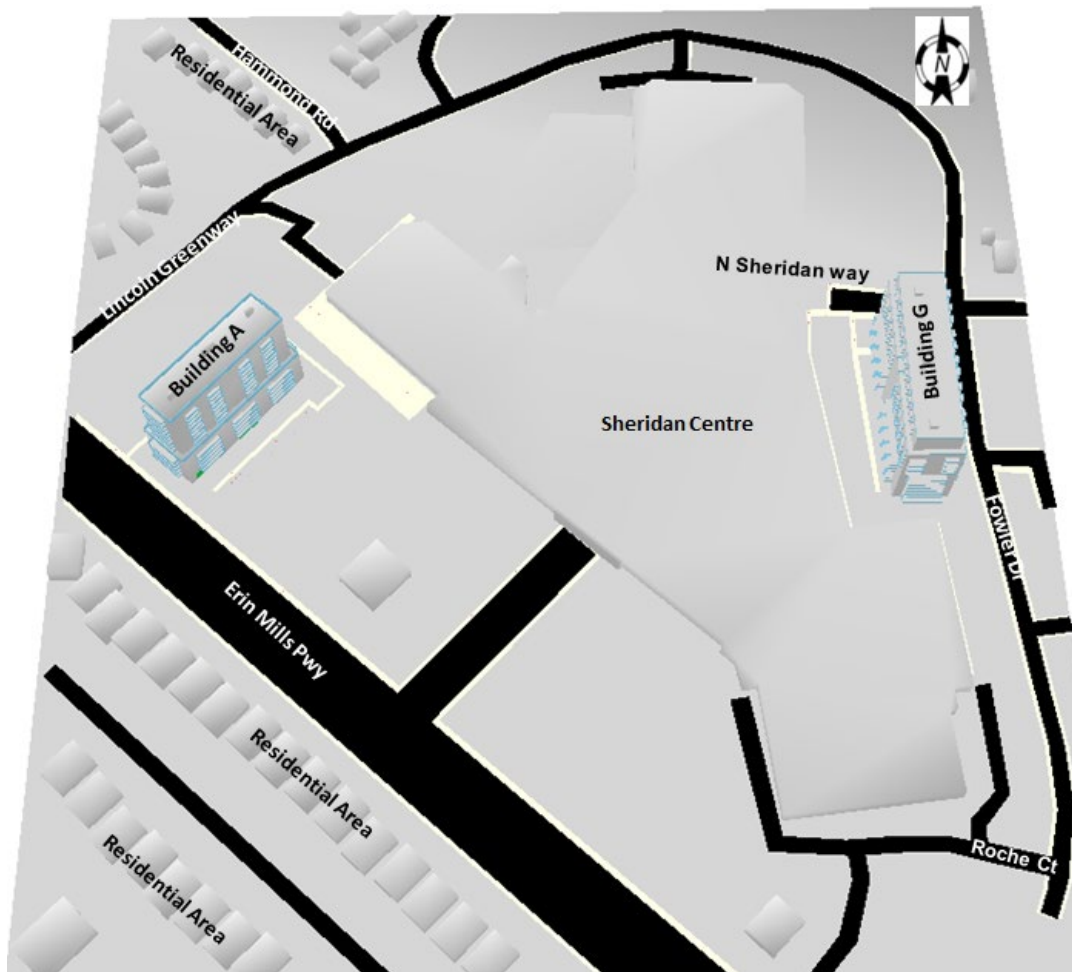 N
Hammond Rd
Residential Area
Lincoln Greenway
N Sheridan way
Building A
Building G
Sheridan Centre
Fowler Dr
Erin Mills Pwy
Residential Area
Residential Area
Roche Ct